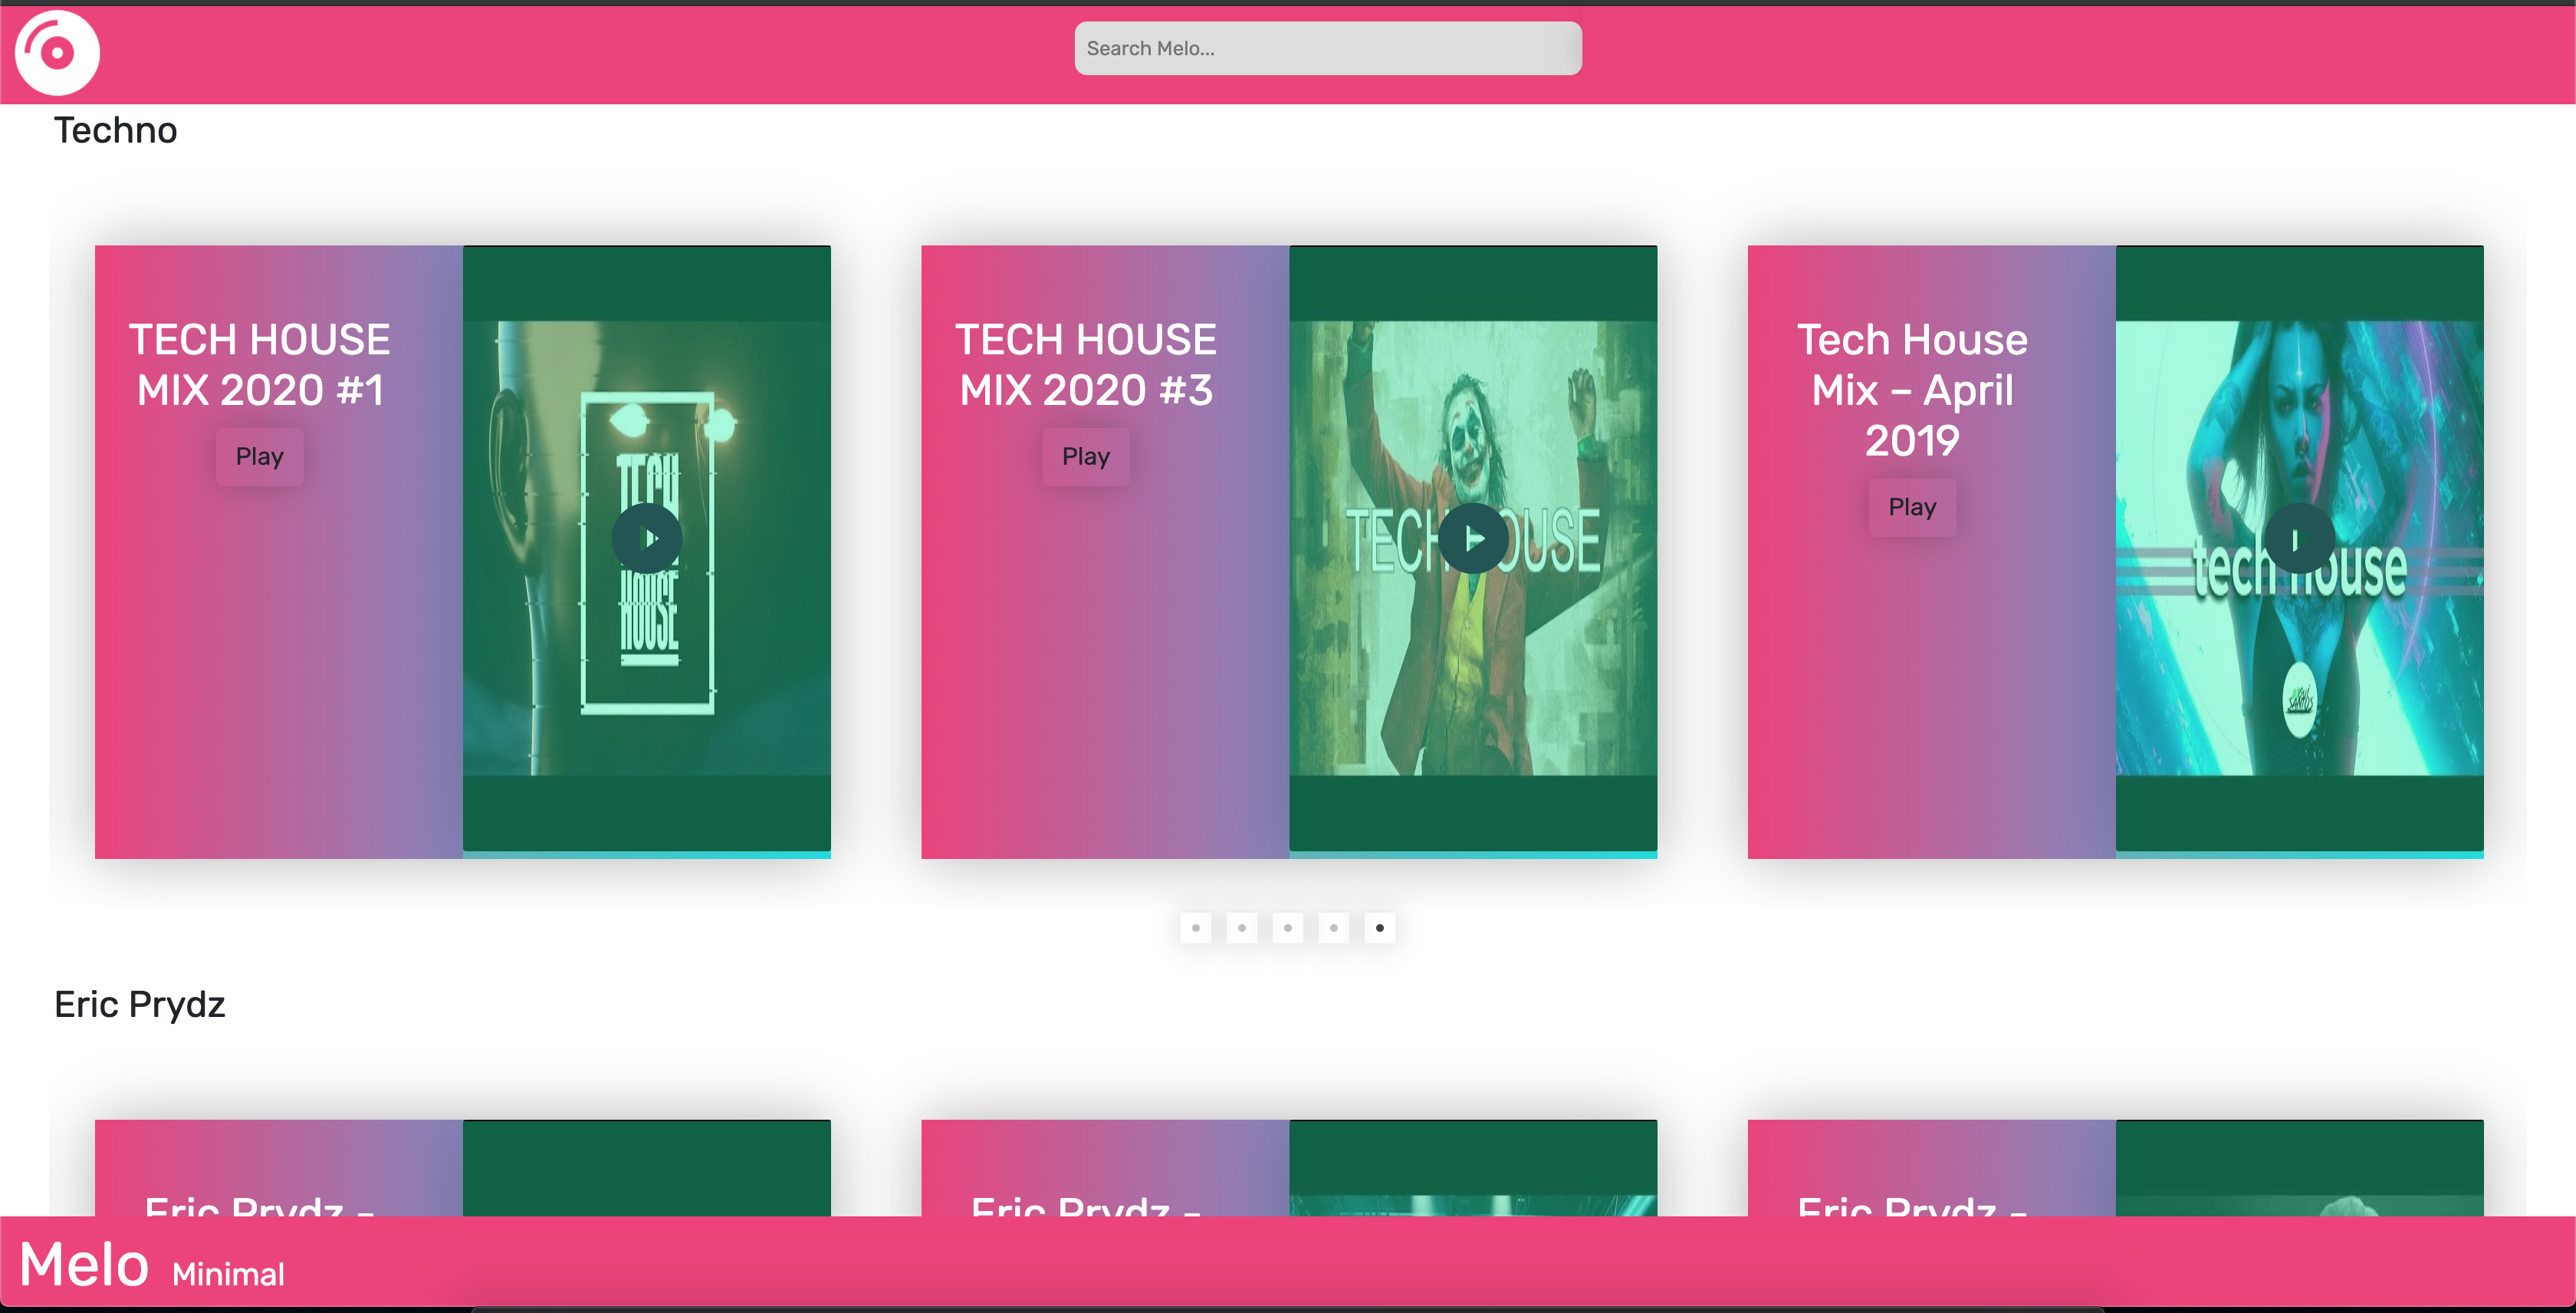 Search Melo...
Techno
TECH HOUSE
MIX 2020 #1
Play
TECH
HOUSE
TECH HOUSE
MIX 2020 #3
Play
TECH HOUSE
Tech House
Mix – April
2019
Play
tech house
Eric Prydz
Eric Prydz -
Eric Prydz -
Eric Prydz -
Melo Minimal